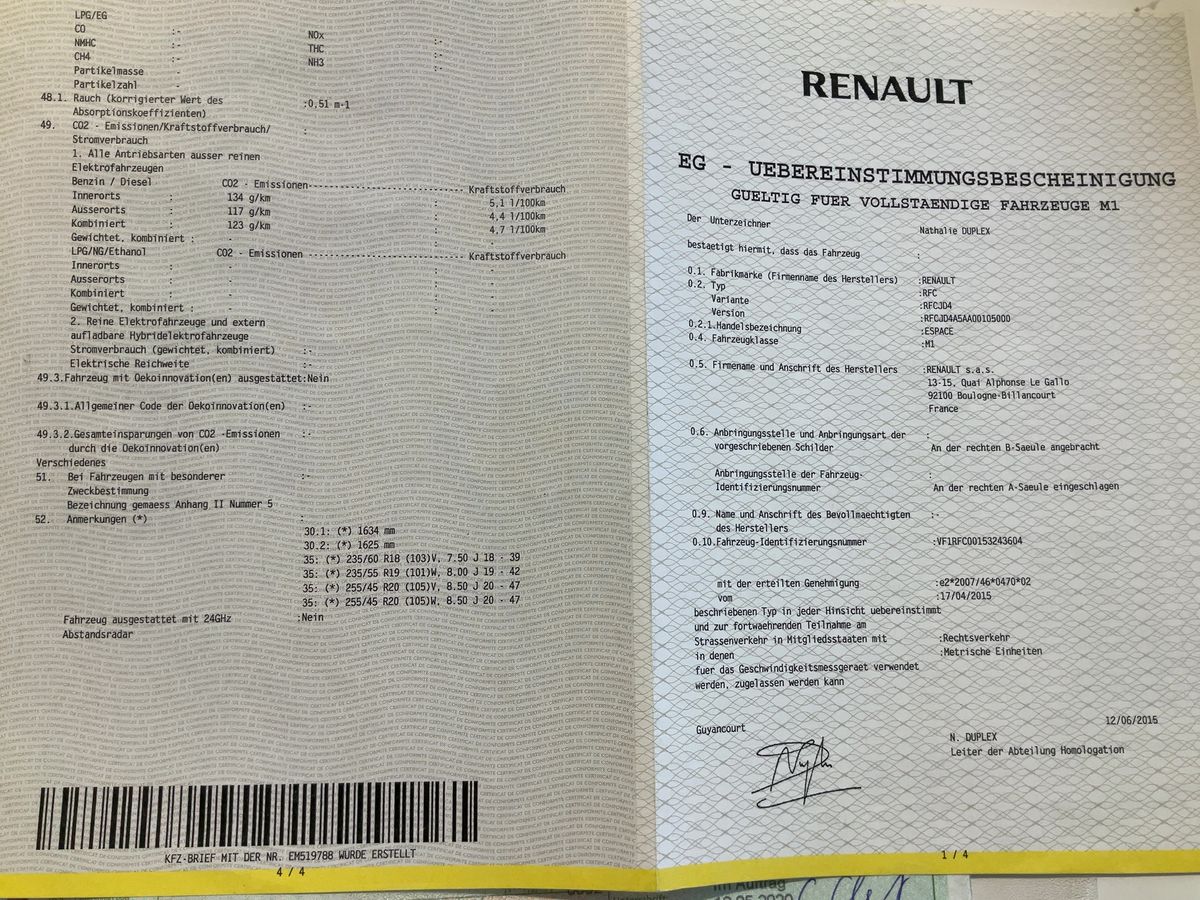 LPG/EG
CO :- NOx :-
NMHC :- THC :-
CH4 :- NH3 :-
Partikelmasse -
Partikelzahl -
48.1. Rauch (korrigierter Wert des :0,51 m-1
Absorptionskoeffizienten)
49. CO2 - Emissionen/Kraftstoffverbrauch/ :
Stromverbrauch
1. Alle Antriebsarten ausser reinen
Elektrofahrzeugen
Benzin / Diesel CO2 - Emissionen------------------------------ Kraftstoffverbrauch
Innerorts : 134 g/km : 5,1 l/100km
Ausserorts : 117 g/km : 4,4 l/100km
Kombiniert : 123 g/km : 4,7 l/100km
Gewichtet, kombiniert : - : -
LPG/NG/Ethanol CO2 - Emissionen ------------------------------ Kraftstoffverbrauch
Innerorts : - : -
Ausserorts : - : -
Kombiniert : - : -
Gewichtet, kombiniert : - : -
2. Reine Elektrofahrzeuge und extern
aufladbare Hybridelektrofahrzeuge
Stromverbrauch (gewichtet, kombiniert) :-
Elektrische Reichweite :-
49.3.Fahrzeug mit Oekoinnovation(en) ausgestattet:Nein
49.3.1.Allgemeiner Code der Oekoinnovation(en) :-
49.3.2.Gesamteinsparungen von CO2 -Emissionen :-
durch die Oekoinnovation(en)
Verschiedenes
51. Bei Fahrzeugen mit besonderer :-
Zweckbestimmung
Bezeichnung gemaess Anhang II Nummer 5
52. Anmerkungen (*) :
30.1: (*) 1634 mm
30.2: (*) 1625 mm
35: (*) 235/60 R18 (103)V, 7.50 J 18 - 39
35: (*) 235/55 R19 (101)W, 8.00 J 19 - 42
35: (*) 255/45 R20 (105)V, 8.50 J 20 - 47
35: (*) 255/45 R20 (105)W, 8.50 J 20 - 47
Fahrzeug ausgestattet mit 24GHz :Nein
Abstandsradar
KFZ-BRIEF MIT DER NR. EM519788 WURDE ERSTELLT
4 / 4
RENAULT
EG - UEBEREINSTIMMUNGSBESCHEINIGUNG
GUELTIG FUER VOLLSTAENDIGE FAHRZEUGE M1
Der Unterzeichner Nathalie DUPLEX
bestaetigt hiermit, dass das Fahrzeug :
0.1. Fabrikmarke (Firmenname des Herstellers) :RENAULT
0.2. Typ :RFC
Variante :RFCJD4
Version :RFCJD4A5AA00105000
0.2.1.Handelsbezeichnung :ESPACE
0.4. Fahrzeugklasse :M1
0.5. Firmenname und Anschrift des Herstellers :RENAULT s.a.s.
13-15, Quai Alphonse Le Gallo
92100 Boulogne-Billancourt
France
0.6. Anbringungsstelle und Anbringungsart der :
vorgeschriebenen Schilder An der rechten B-Saeule angebracht
Anbringungsstelle der Fahrzeug- :
Identifizierungsnummer An der rechten A-Saeule eingeschlagen
0.9. Name und Anschrift des Bevollmaechtigten :-
des Herstellers
0.10.Fahrzeug-Identifizierungsnummer :VF1RFC00153243604
mit der erteilten Genehmigung :e2*2007/46*0470*02
vom :17/04/2015
beschriebenen Typ in jeder Hinsicht uebereinstimmt
und zur fortwaehrenden Teilnahme am
Strassenverkehr in Mitgliedsstaaten mit :Rechtsverkehr
in denen :Metrische Einheiten
fuer das Geschwindigkeitsmessgeraet verwendet
werden, zugelassen werden kann
Guyancourt 12/06/2015
N. DUPLEX
Leiter der Abteilung Homologation
1 / 4
Im Auftrag